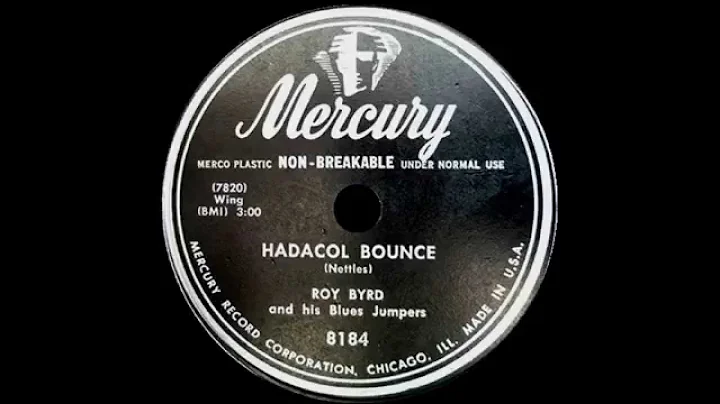 Mercury
MERCO PLASTIC NON-BREAKABLE UNDER NORMAL USE
(7820)
Wing
(BMI) 3:00
HADACOL BOUNCE
(Nettles)
ROY BYRD
and his Blues Jumpers
8184
MERCURY RECORD CORPORATION, CHICAGO, ILL. MADE IN U.S.A.